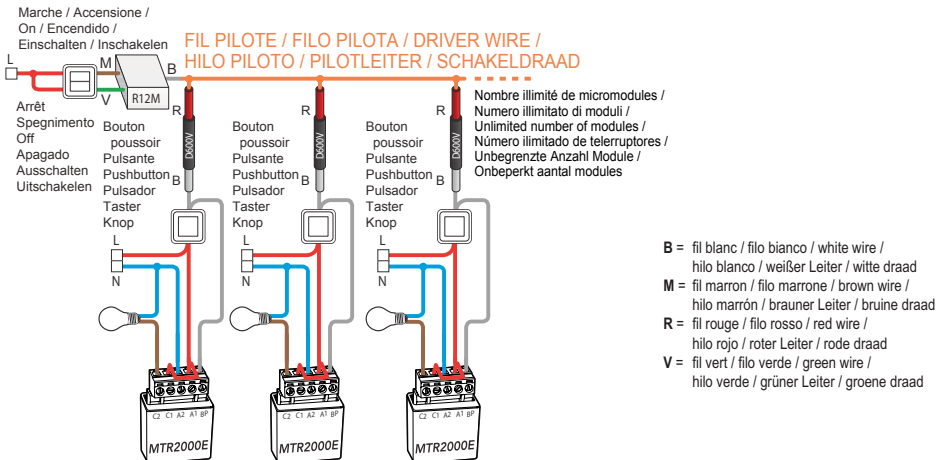 Marche / Accensione /
On / Encendido /
Einschalten / Inschakelen
FIL PILOTE / FILO PILOTA / DRIVER WIRE /
HILO PILOTO / PILOTLEITER / SCHAKELDRAAD
L
M
B
R12M
V
Arrêt
Spegnimento
Off
Apagado
Ausschalten
Uitschakelen
Nombre illimité de micromodules /
Numero illimitato di moduli /
Unlimited number of modules /
Número ilimitado de telerruptores /
Unbegrenzte Anzahl Module /
Onbeperkt aantal modules
R
D600V
B
Bouton
poussoir
Pulsante
Pushbutton
Pulsador
Taster
Knop
L
N
C2 C1 A2 A1 BP
MTR2000E
R
D600V
B
Bouton
poussoir
Pulsante
Pushbutton
Pulsador
Taster
Knop
L
N
C2 C1 A2 A1 BP
MTR2000E
R
D600V
B
Bouton
poussoir
Pulsante
Pushbutton
Pulsador
Taster
Knop
L
N
C2 C1 A2 A1 BP
MTR2000E
B = fil blanc / filo bianco / white wire /
hilo blanco / weißer Leiter / witte draad
M = fil marron / filo marrone / brown wire /
hilo marrón / brauner Leiter / bruine draad
R = fil rouge / filo rosso / red wire /
hilo rojo / roter Leiter / rode draad
V = fil vert / filo verde / green wire /
hilo verde / grüner Leiter / groene draad